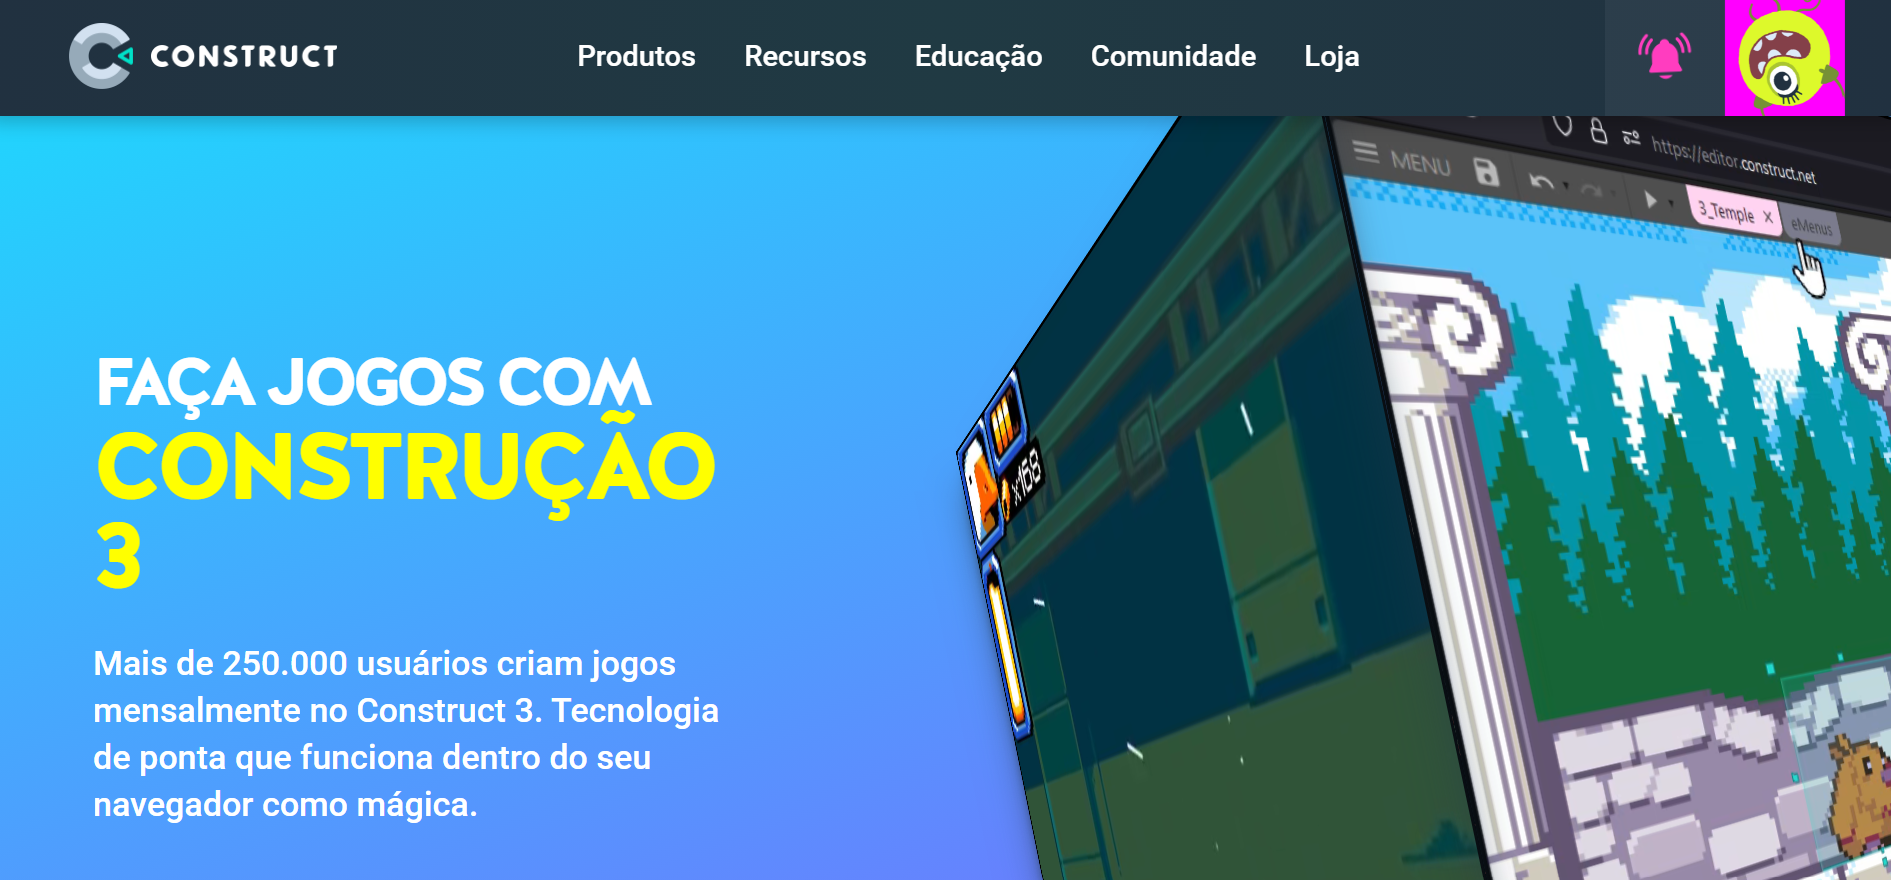 CONSTRUCT
Produtos Recursos Educação Comunidade Loja
https://editor.construct.net
MENU
3_Temple X eMenus
FAÇA JOGOS COM
CONSTRUÇÃO
3
x168
Mais de 250.000 usuários criam jogos
mensalmente no Construct 3. Tecnologia
de ponta que funciona dentro do seu
navegador como mágica.